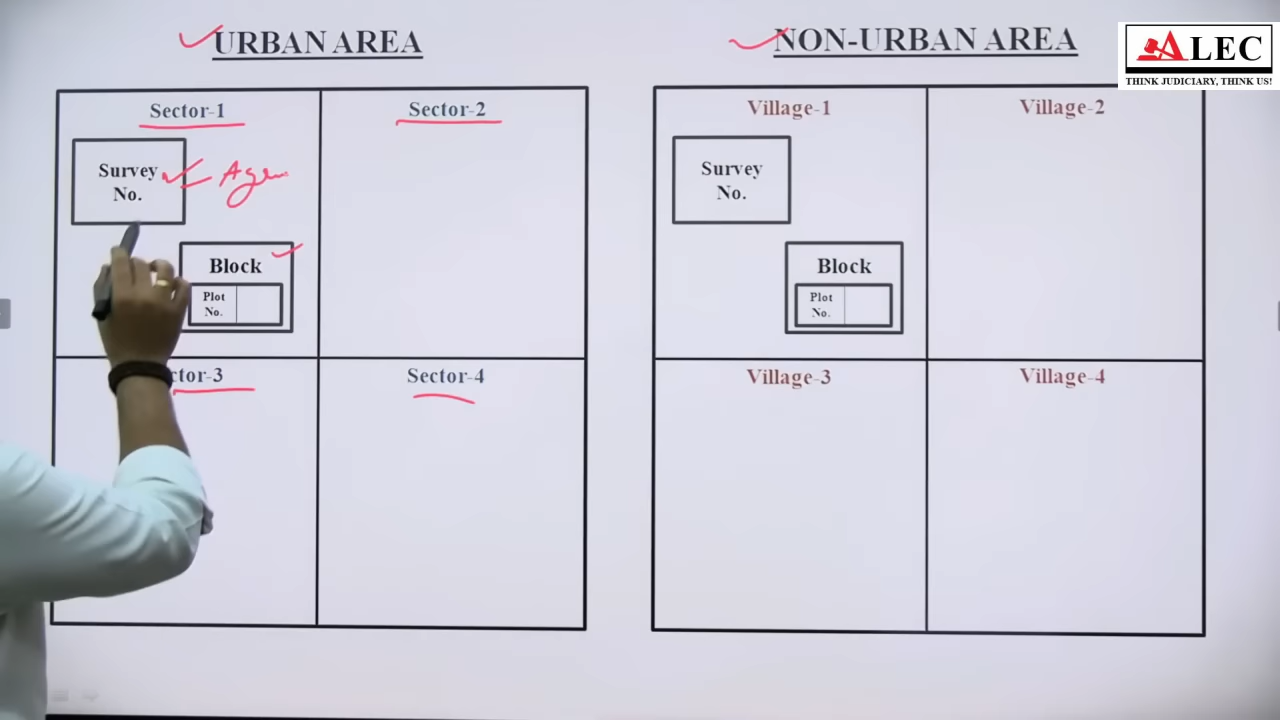 URBAN AREA
NON-URBAN AREA
ALEC
THINK JUDICIARY, THINK US!
Sector-1
Sector-2
Survey
No.
Block
Plot
No.
Sector-4
Village-1
Village-2
Survey
No.
Block
Plot
No.
Village-3
Village-4